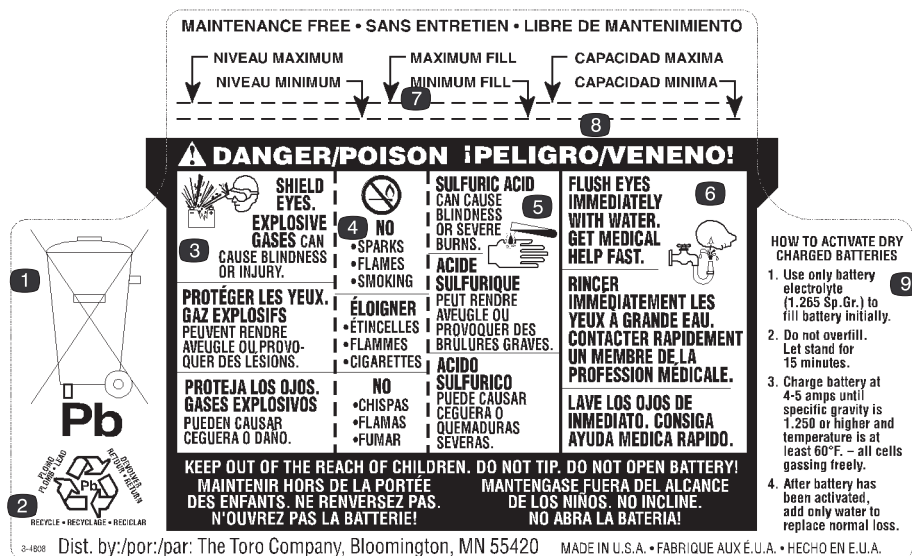 MAINTENANCE FREE • SANS ENTRETIEN • LIBRE DE MANTENIMIENTO
NIVEAU MAXIMUM
MAXIMUM FILL
CAPACIDAD MAXIMA
NIVEAU MINIMUM
MINIMUM FILL
CAPACIDAD MINIMA
7
8
DANGER/POISON ¡PELIGRO/VENENO!
SHIELD
EYES.
EXPLOSIVE
GASES CAN
CAUSE BLINDNESS
OR INJURY.
3
PROTÉGER LES YEUX.
GAZ EXPLOSIFS
PEUVENT RENDRE
AVEUGLE OU PROVO-
QUER DES LÉSIONS.
PROTEJA LOS OJOS.
GASES EXPLOSIVOS
PUEDEN CAUSAR
CEGUERA O DAÑO.
4
NO
•SPARKS
•FLAMES
•SMOKING
ÉLOIGNER
•ÉTINCELLES
•FLAMMES
•CIGARETTES
NO
•CHISPAS
•FLAMAS
•FUMAR
SULFURIC ACID
CAN CAUSE
BLINDNESS
OR SEVERE
BURNS.
5
ACIDE
SULFURIQUE
PEUT RENDRE
AVEUGLE OU
PROVOQUER DES
BRÛLURES GRAVES.
ACIDO
SULFURICO
PUEDE CAUSAR
CEGUERA O
QUEMADURAS
SEVERAS.
FLUSH EYES
IMMEDIATELY
WITH WATER.
GET MEDICAL
HELP FAST.
6
RINCER
IMMEDIATEMENT LES
YEUX À GRANDE EAU.
CONTACTER RAPIDEMENT
UN MEMBRE DE LA
PROFESSION MÉDICALE.
LAVE LOS OJOS DE
INMEDIATO. CONSIGA
AYUDA MEDICA RAPIDO.
KEEP OUT OF THE REACH OF CHILDREN. DO NOT TIP. DO NOT OPEN BATTERY!
MAINTENIR HORS DE LA PORTÉE
DES ENFANTS. NE RENVERSEZ PAS.
N'OUVREZ PAS LA BATTERIE!
MANTENGASE FUERA DEL ALCANCE
DE LOS NIÑOS. NO INCLINE.
NO ABRA LA BATERIA!
1
Pb
PLOMO
PLOMB • LEAD
DEVOLVER
RETOUR • RETURN
Pb
2
RECYCLE • RECYCLAGE • RECICLAR
HOW TO ACTIVATE DRY
CHARGED BATTERIES
9
1. Use only battery
electrolyte
(1.265 Sp.Gr.) to
fill battery initially.
2. Do not overfill.
Let stand for
15 minutes.
3. Charge battery at
4-5 amps until
specific gravity is
1.250 or higher and
temperature is at
least 60°F. – all cells
gassing freely.
4. After battery has
been activated,
add only water to
replace normal loss.
3-4808 Dist. by:/por:/par: The Toro Company, Bloomington, MN 55420 MADE IN U.S.A. • FABRIQUE AUX É.U.A. • HECHO EN E.U.A.